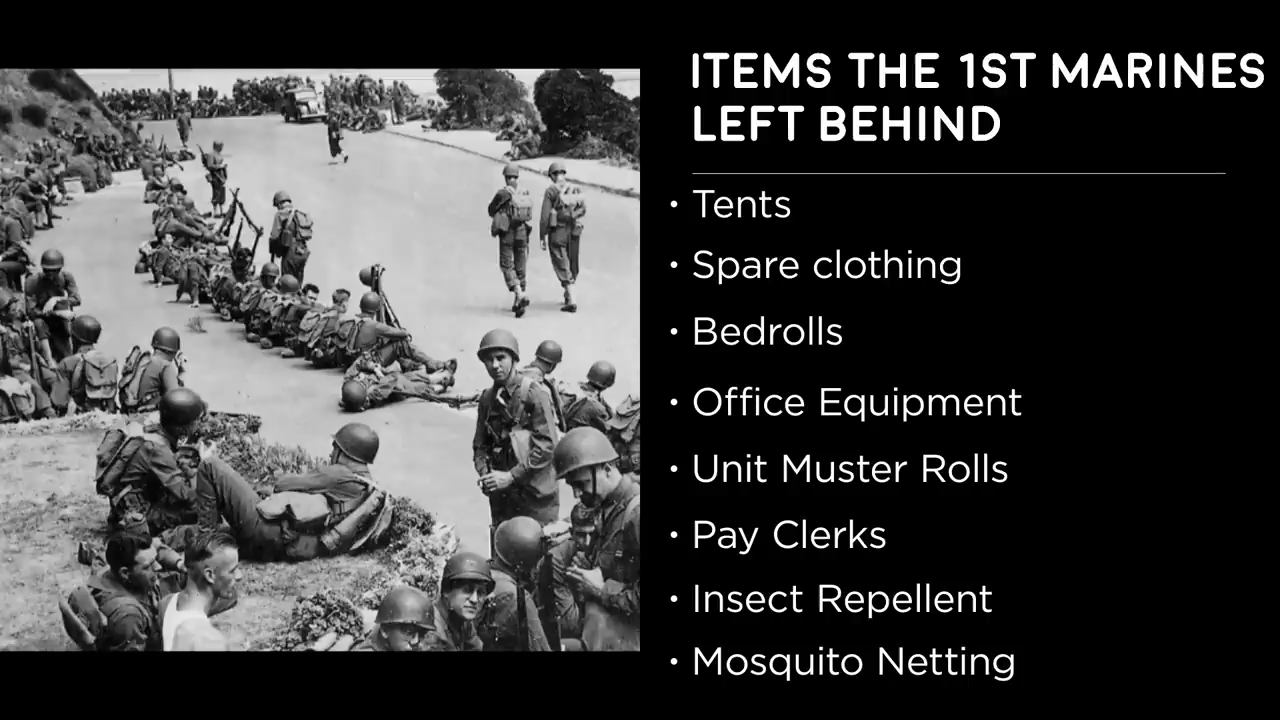 ITEMS THE 1ST MARINES
LEFT BEHIND
• Tents
• Spare clothing
• Bedrolls
• Office Equipment
• Unit Muster Rolls
• Pay Clerks
• Insect Repellent
• Mosquito Netting